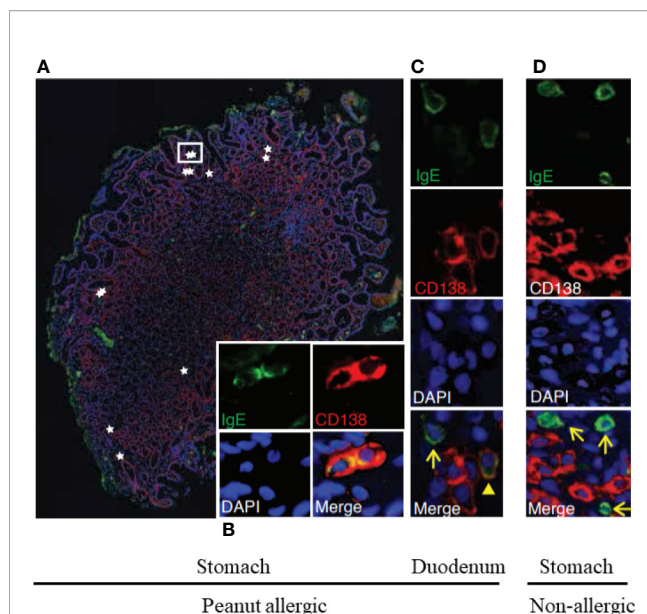 A
C
D
IgE
IgE
CD138
CD138
DAPI
DAPI
IgE
CD138
DAPI
Merge
Merge
Merge
B
Stomach
Duodenum
Stomach
Peanut allergic
Non-allergic